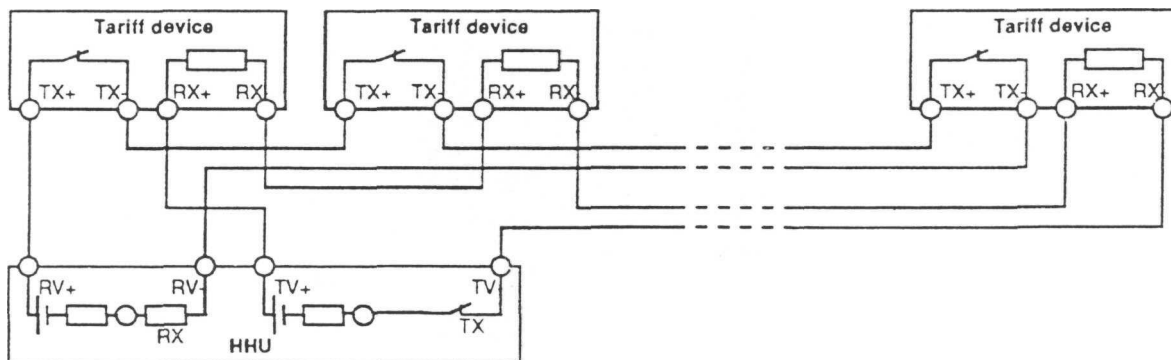 Tariff device Tariff device Tariff device
TX+ TX- RX+ RX- TX+ TX- RX+ RX- TX+ TX- RX+ RX-
RV+ RV- TV+ TV-
RX TX
HHU